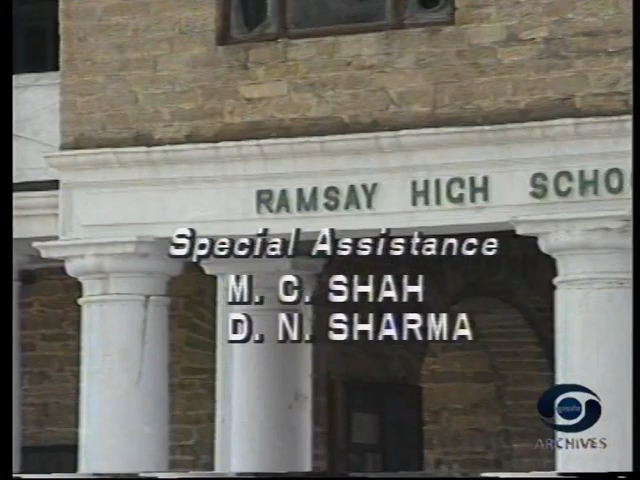 RAMSAY HIGH SCHO
Special Assistance
M. C. SHAH
D. N. SHARMA
ARCHIVES